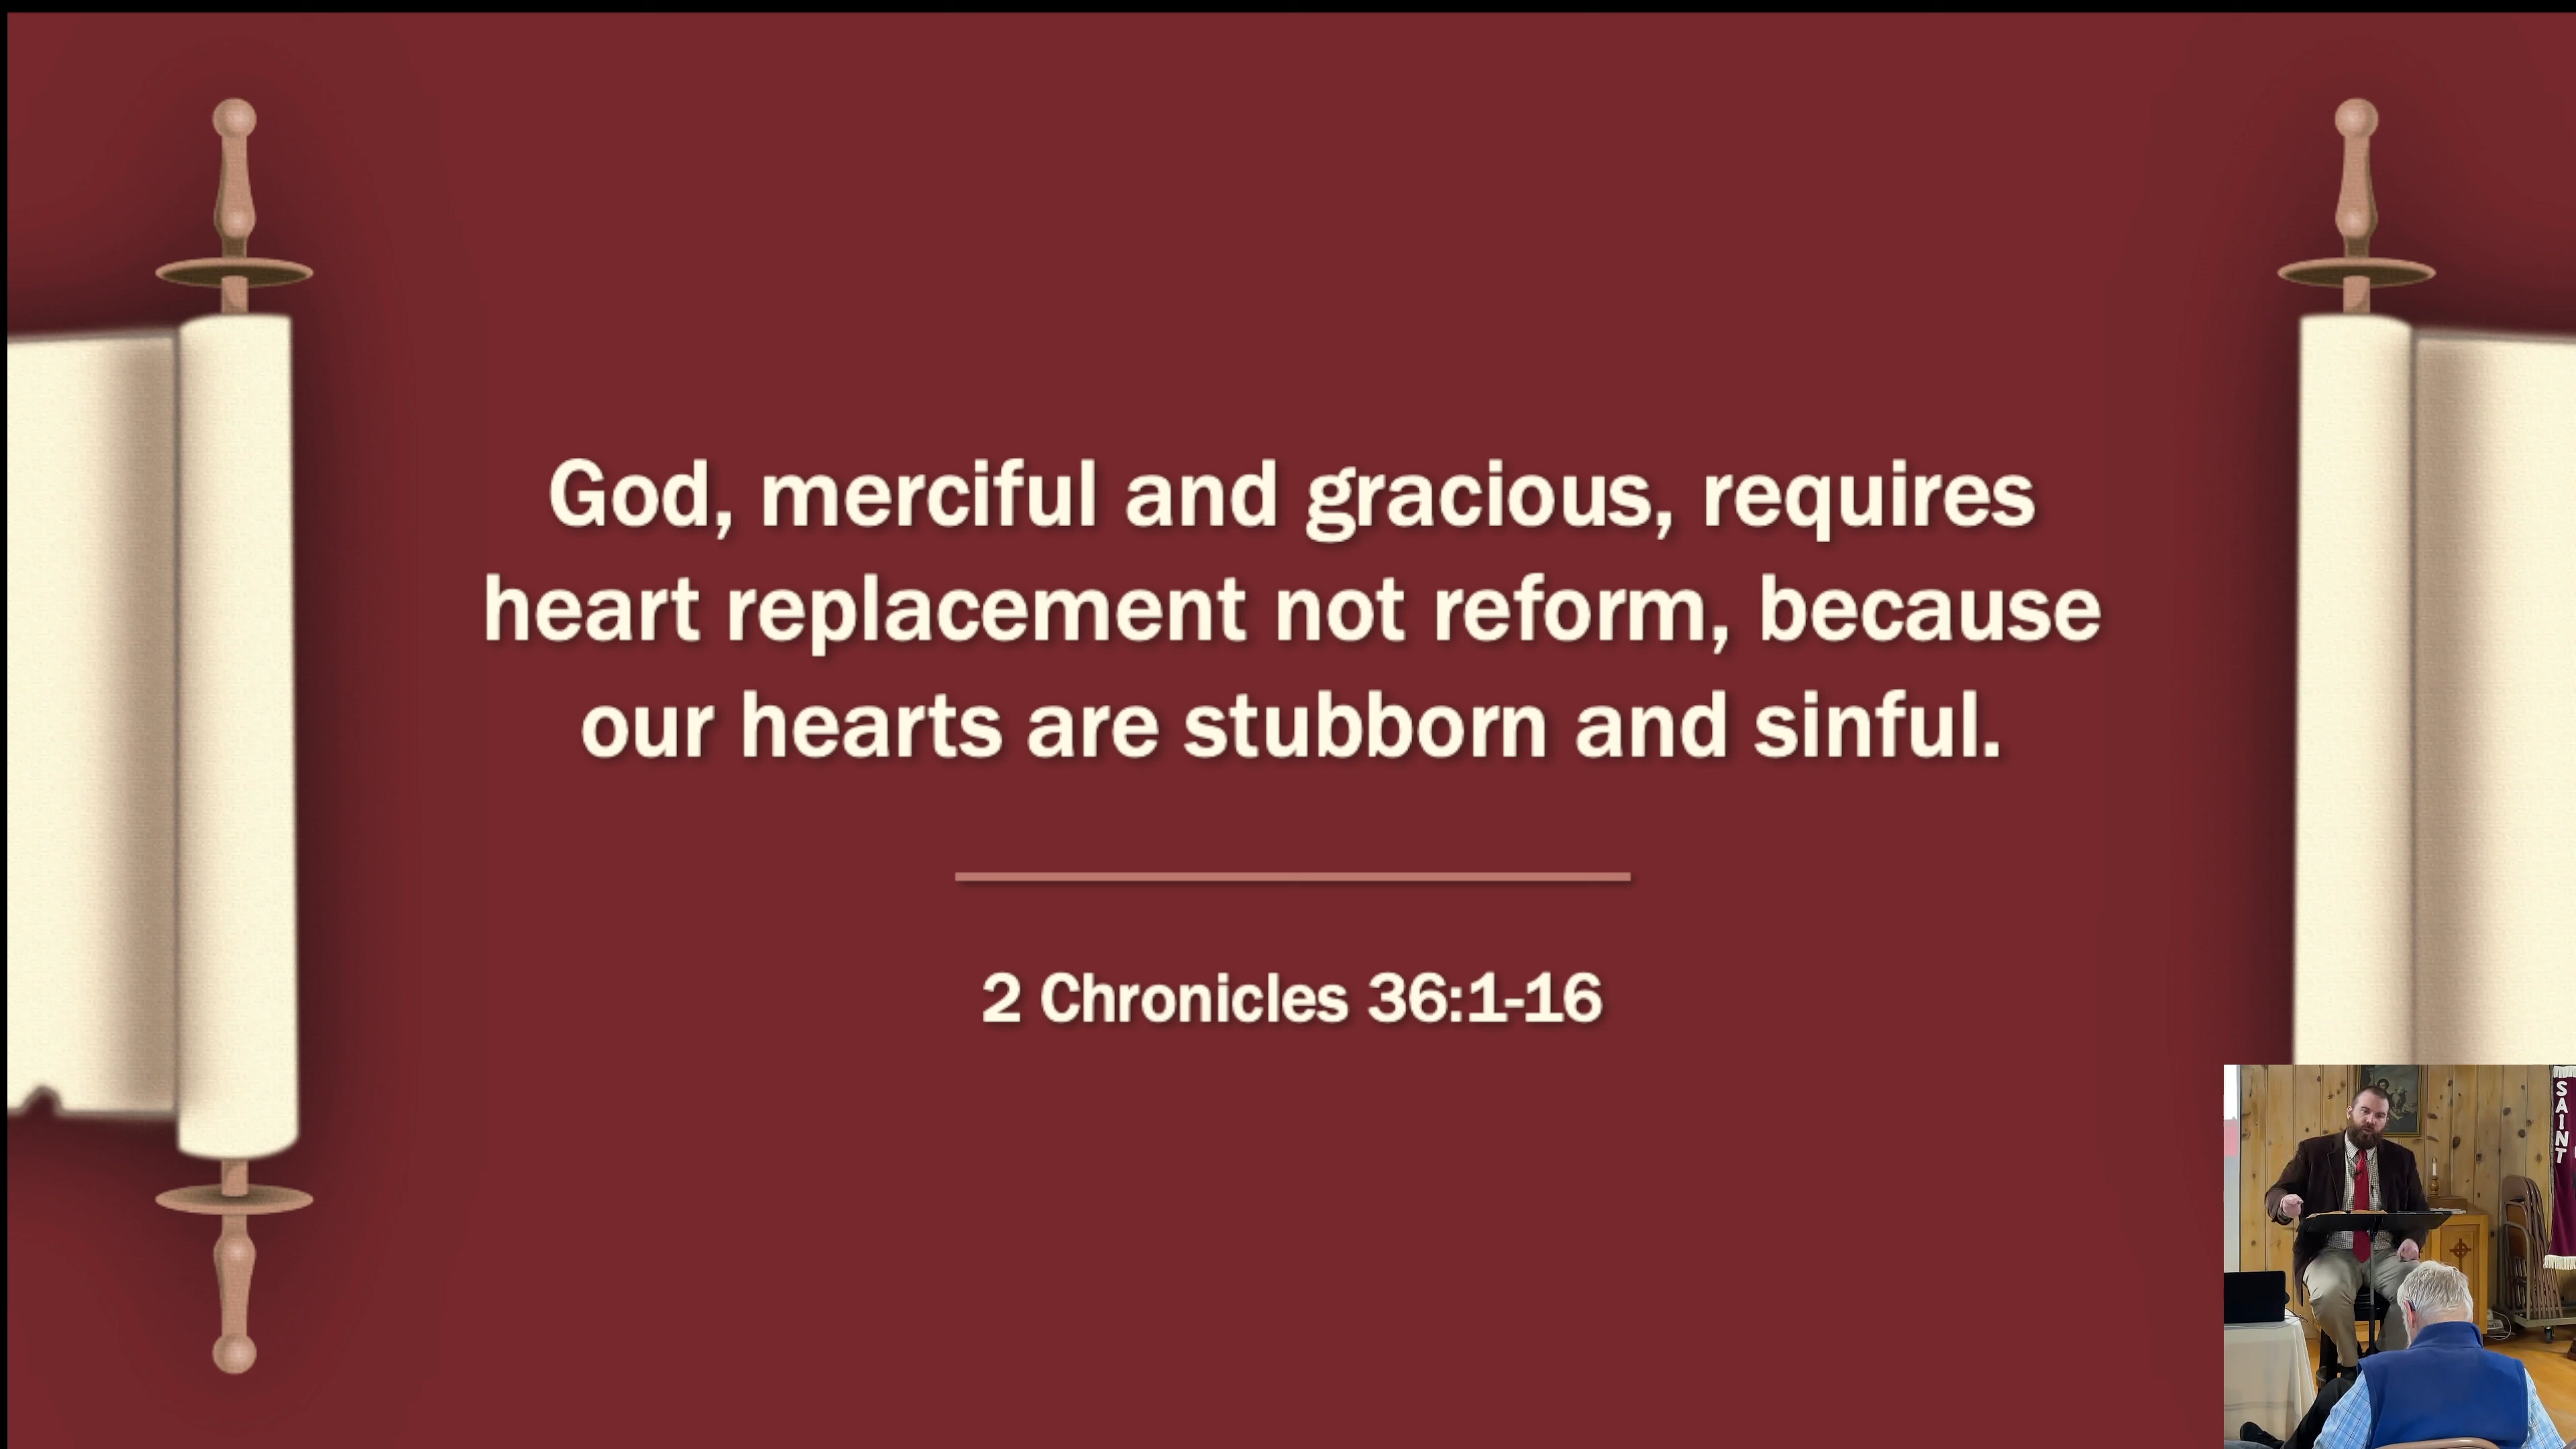 God, merciful and gracious, requires
heart replacement not reform, because
our hearts are stubborn and sinful.
2 Chronicles 36:1-16
SAINT